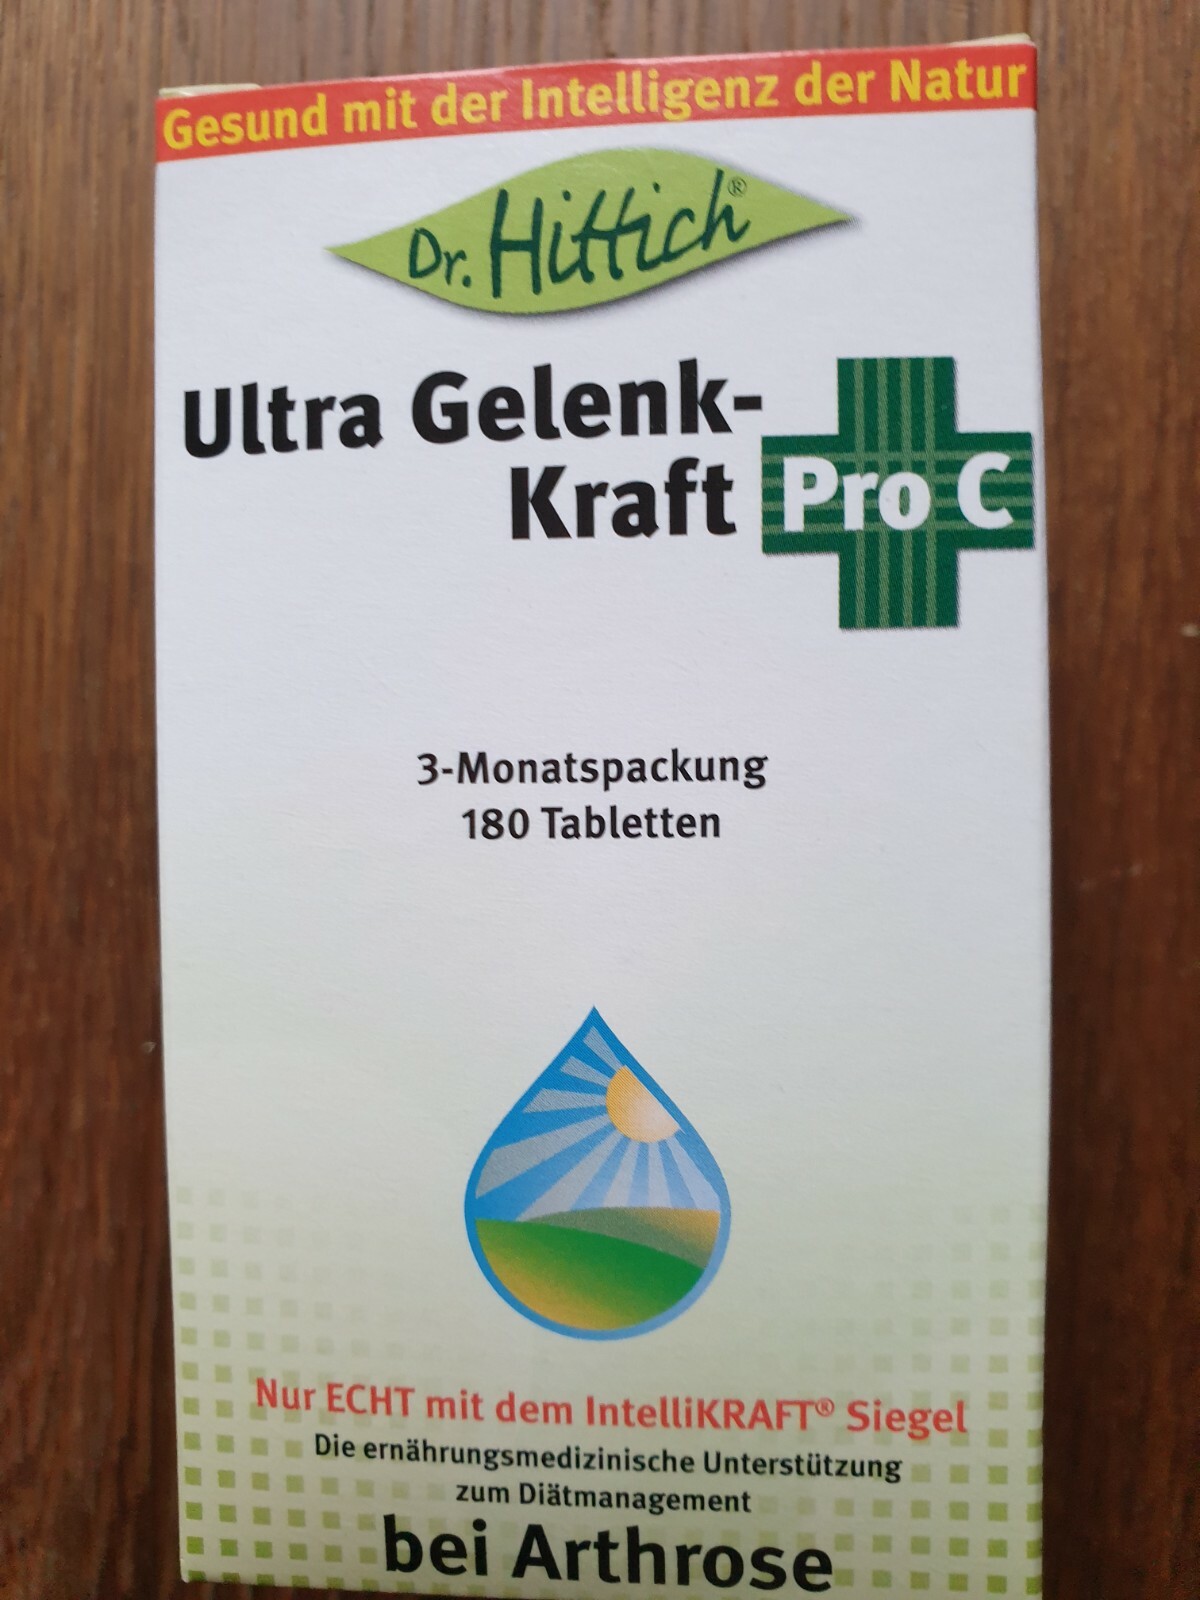 Gesund mit der Intelligenz der Natur
Dr. Hittich®
Ultra Gelenk-
Kraft Pro C
3-Monatspackung
180 Tabletten
Nur ECHT mit dem IntelliKRAFT® Siegel
Die ernährungsmedizinische Unterstützung
zum Diätmanagement
bei Arthrose